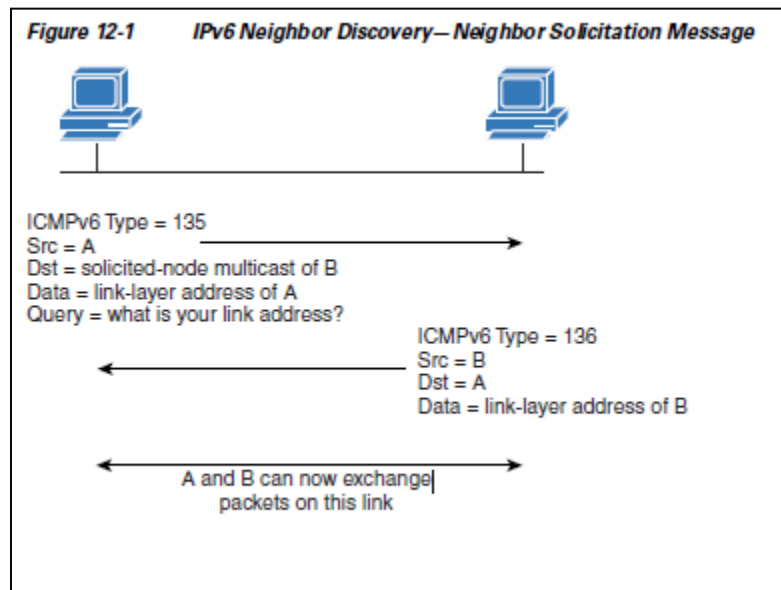 Figure 12-1 IPv6 Neighbor Discovery—Neighbor Solicitation Message
ICMPv6 Type = 135
Src = A
Dst = solicited-node multicast of B
Data = link-layer address of A
Query = what is your link address?
ICMPv6 Type = 136
Src = B
Dst = A
Data = link-layer address of B
A and B can now exchange
packets on this link